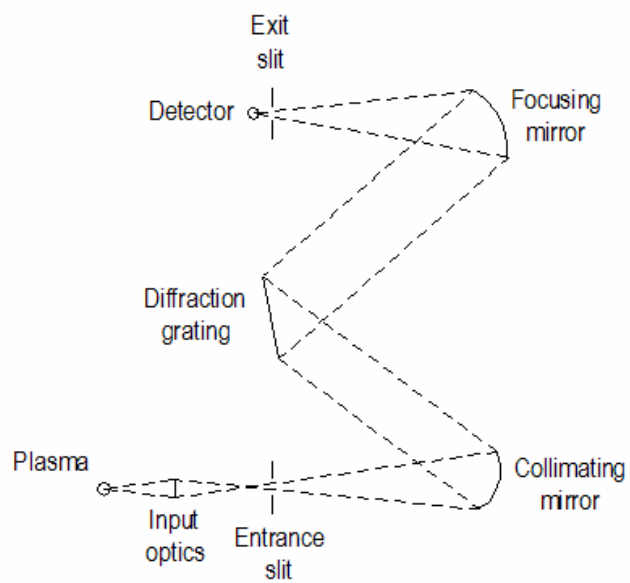 Exit
slit
Detector
Focusing
mirror
Diffraction
grating
Plasma
Input
optics
Entrance
slit
Collimating
mirror